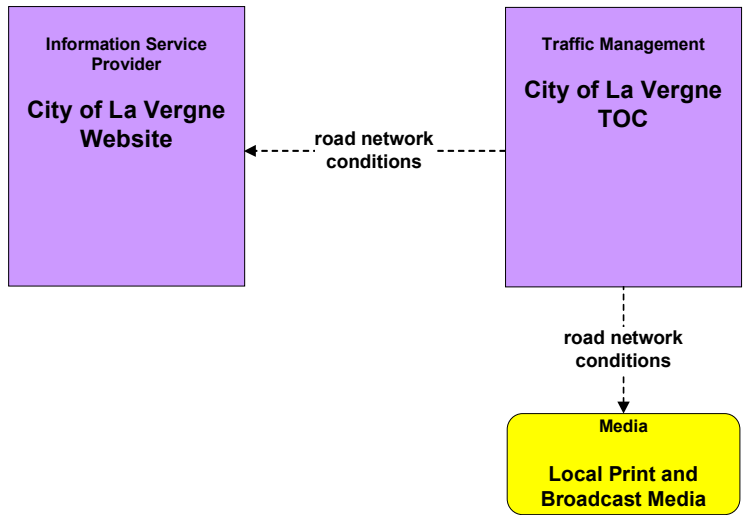 Information Service
Provider
City of La Vergne
Website
Traffic Management
City of La Vergne
TOC
road network
conditions
road network
conditions
Media
Local Print and
Broadcast Media